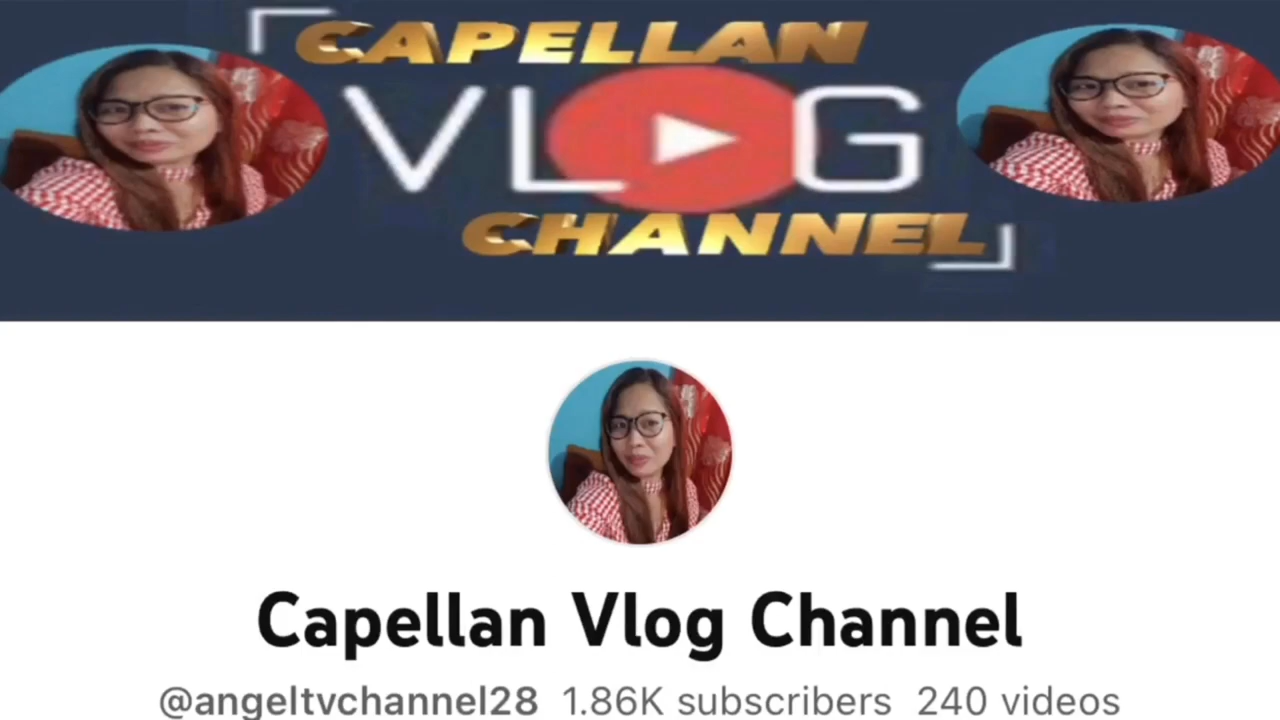 CAPELLAN
VLOG
CHANNEL
Capellan Vlog Channel
@angeltvchannel28 1.86K subscribers 240 videos